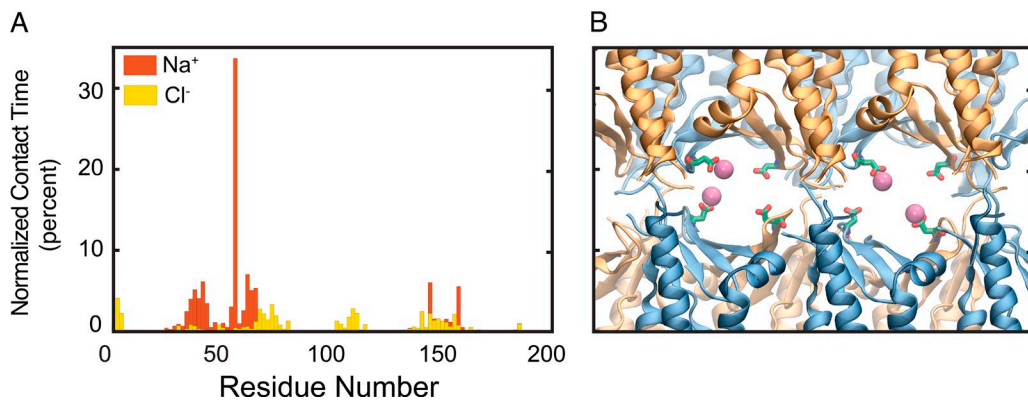 A
B
Normalized Contact Time
(percent)
30
20
10
0
Na⁺
Cl⁻
0
50
100
150
200
Residue Number